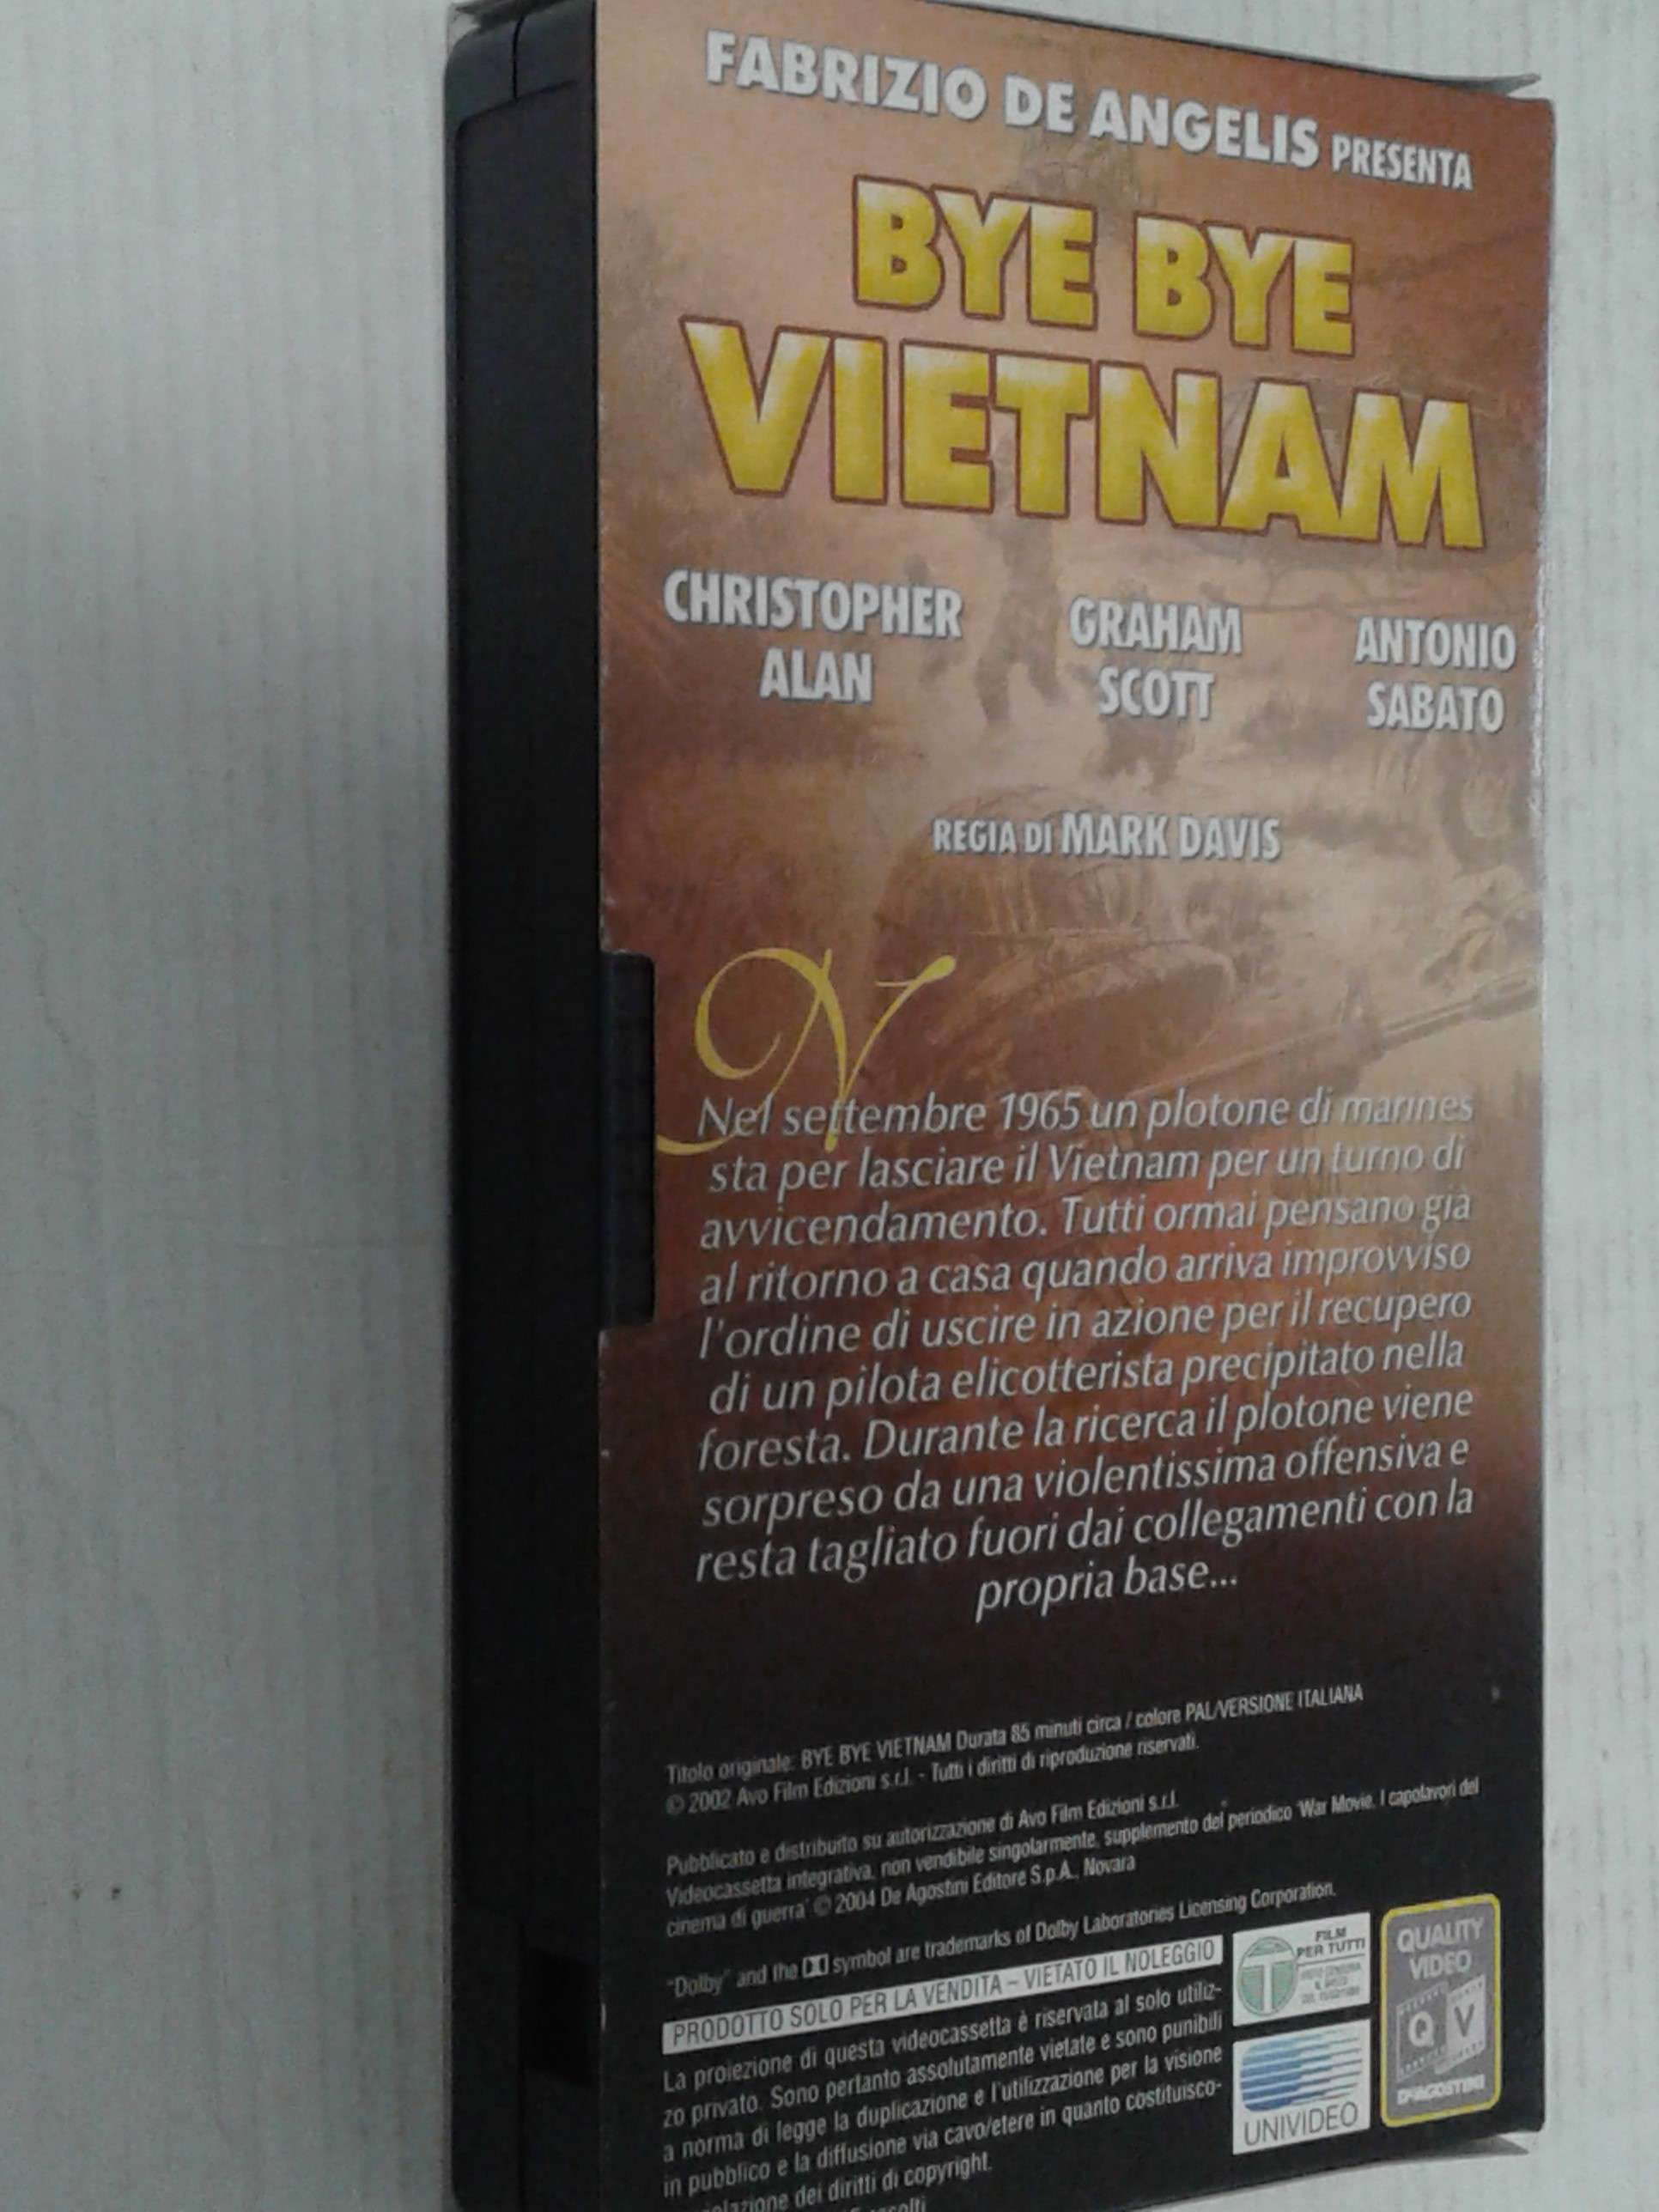 FABRIZIO DE ANGELIS PRESENTA
BYE BYE
VIETNAM
CHRISTOPHER
ALAN
GRAHAM
SCOTT
ANTONIO
SABATO
REGIA DI MARK DAVIS
N
Nel settembre 1965 un plotone di marines
sta per lasciare il Vietnam per un turno di
avvicendamento. Tutti ormai pensano già
al ritorno a casa quando arriva improvviso
l'ordine di uscire in azione per il recupero
di un pilota elicotterista precipitato nella
foresta. Durante la ricerca il plotone viene
sorpreso da una violentissima offensiva e
resta tagliato fuori dai collegamenti con la
propria base...
Titolo originale: BYE BYE VIETNAM Durata 85 minuti circa / colore PAL/VERSIONE ITALIANA
© 2002 Avo Film Edizioni s.r.l. - Tutti i diritti di riproduzione riservati.
Pubblicato e distribuito su autorizzazione di Avo Film Edizioni s.r.l.
Videocassetta integrativa, non vendibile singolarmente, supplemento del periodico 'War Movie. I capolavori del
cinema di guerra' © 2004 De Agostini Editore S.p.A., Novara
"Dolby" and the symbol are trademarks of Dolby Laboratories Licensing Corporation.
PRODOTTO SOLO PER LA VENDITA – VIETATO IL NOLEGGIO
La proiezione di questa videocassetta è riservata al solo utiliz-
zo privato. Sono pertanto assolutamente vietate e sono punibili
a norma di legge la duplicazione e l'utilizzazione per la visione
in pubblico e la diffusione via cavo/etere in quanto costituisco-
dei diritti di copyright.
T
FILM
PER TUTTI
UNIVIDEO
QUALITY
VIDEO
Q V
DEAGOSTINI